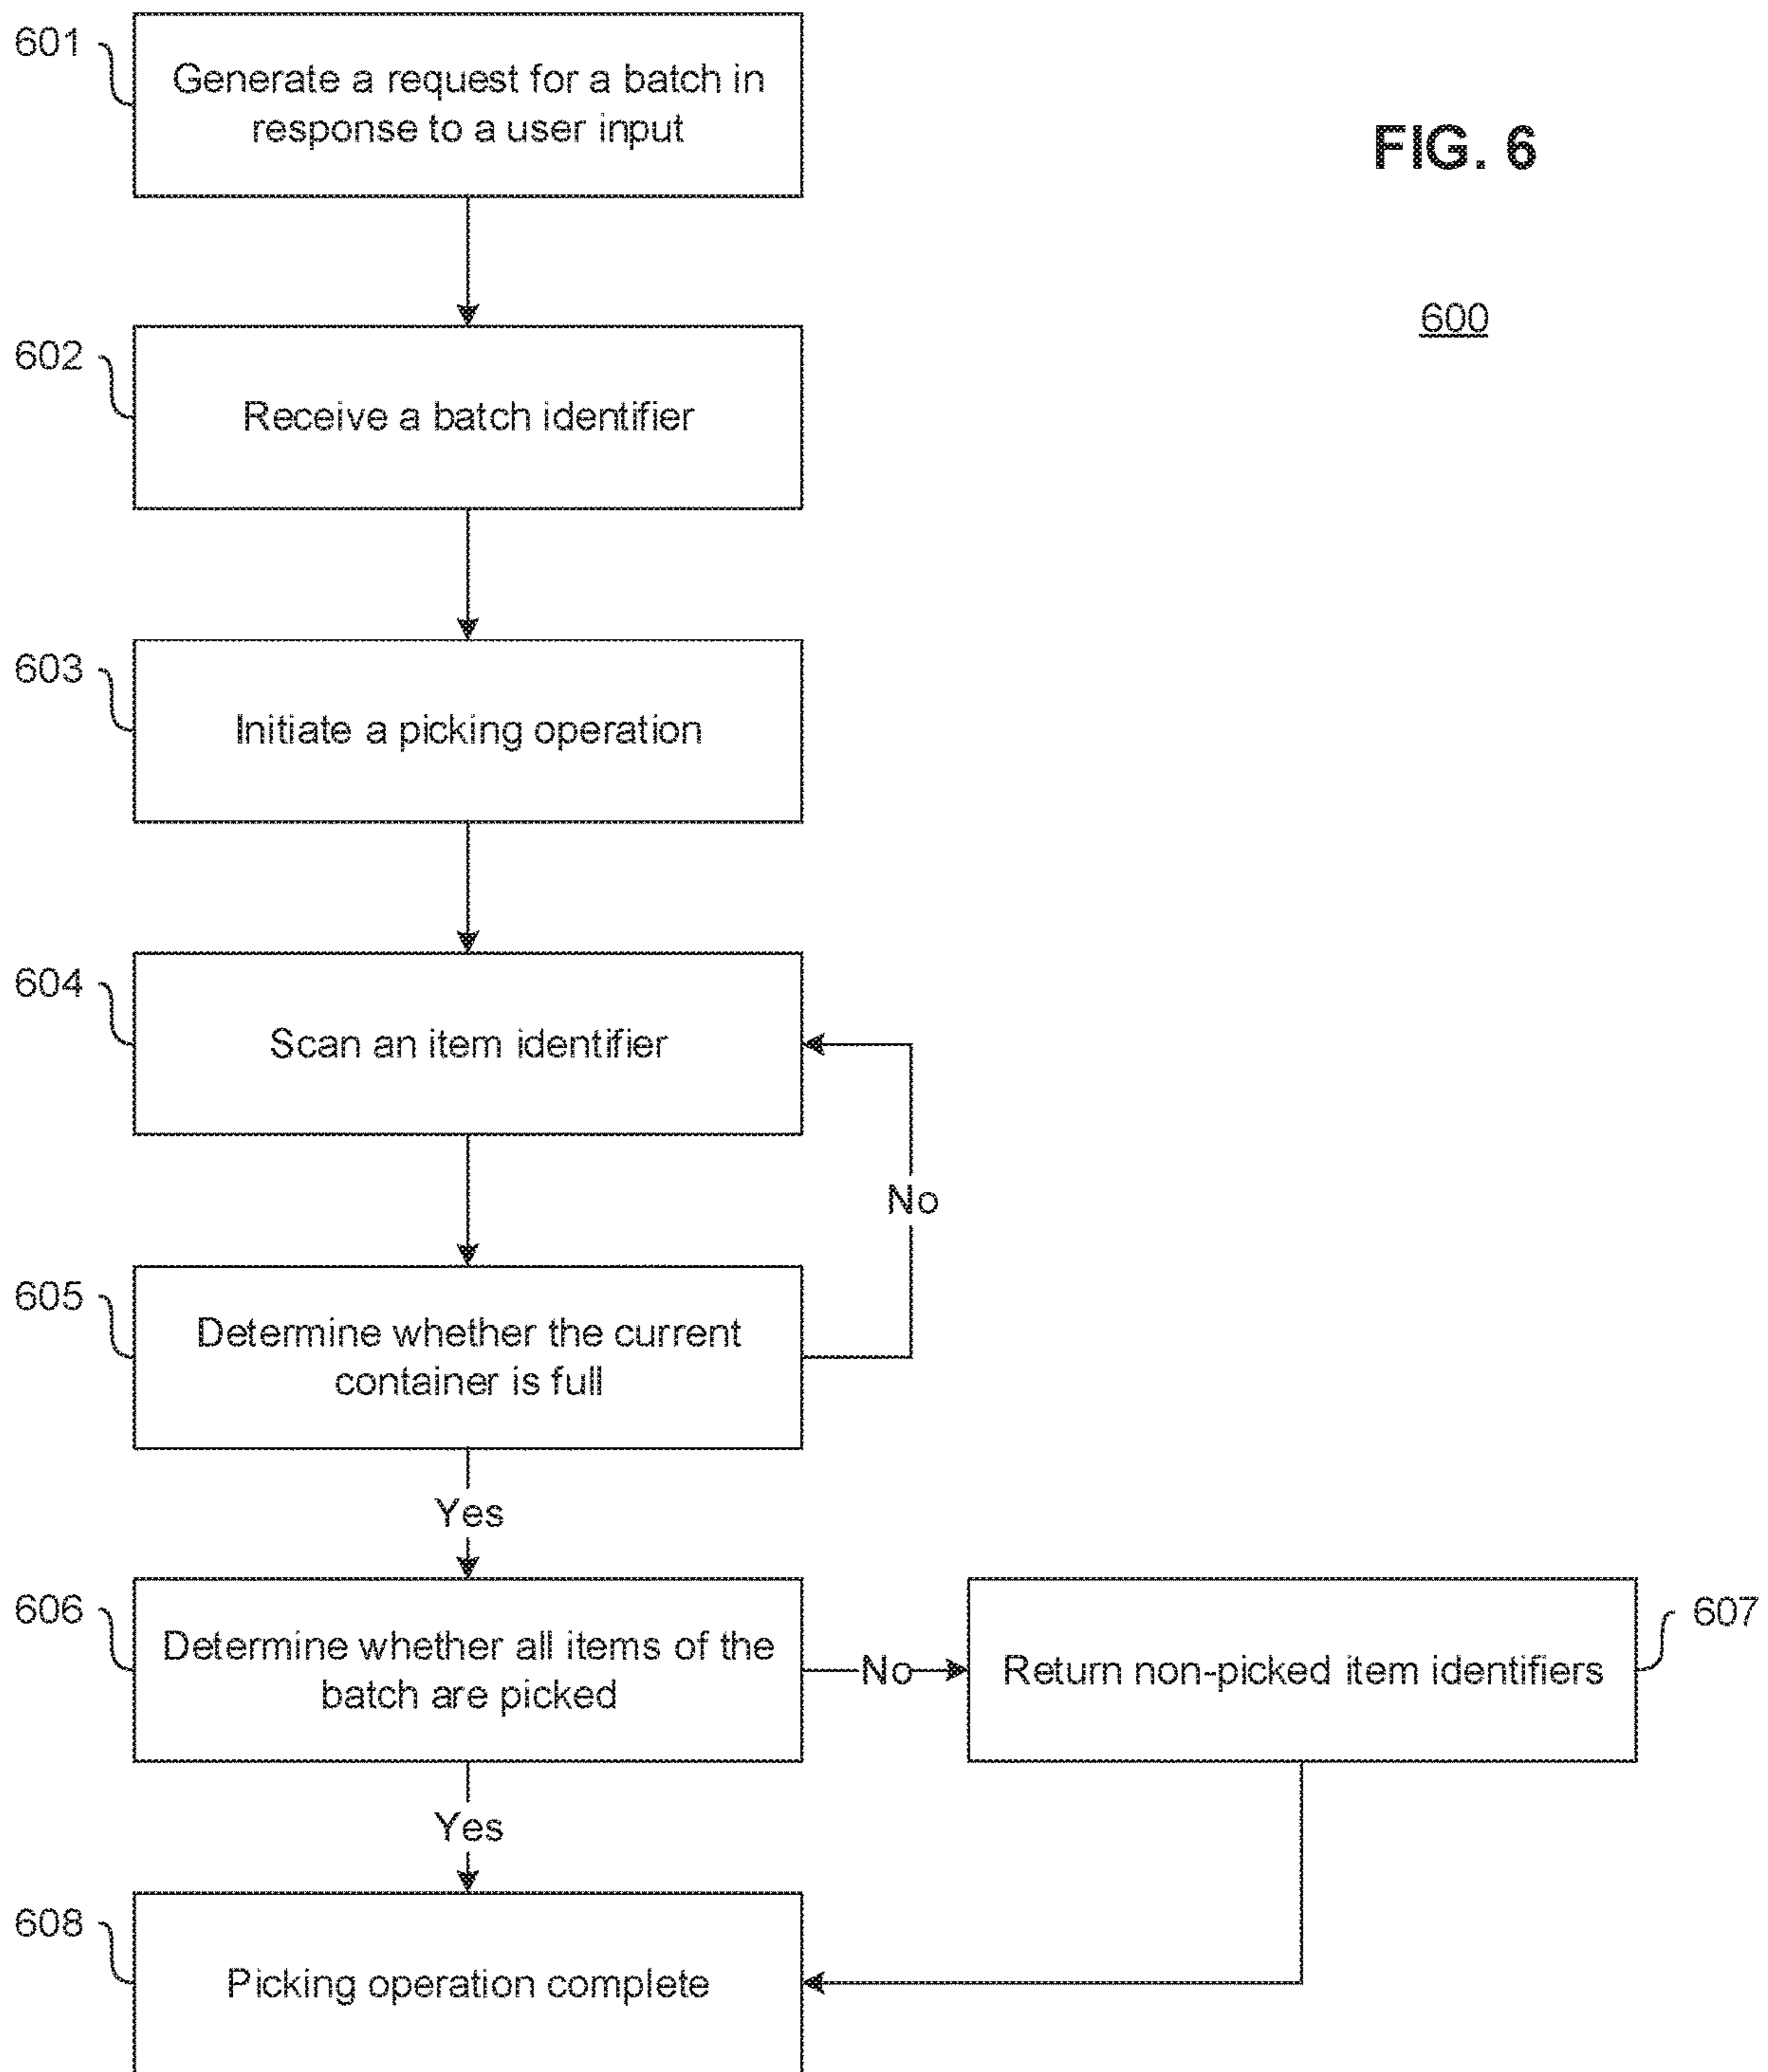 601
Generate a request for a batch in
response to a user input
FIG. 6
600
602
Receive a batch identifier
603
Initiate a picking operation
604
Scan an item identifier
No
605
Determine whether the current
container is full
Yes
606
Determine whether all items of the
batch are picked
No
607
Return non-picked item identifiers
Yes
608
Picking operation complete